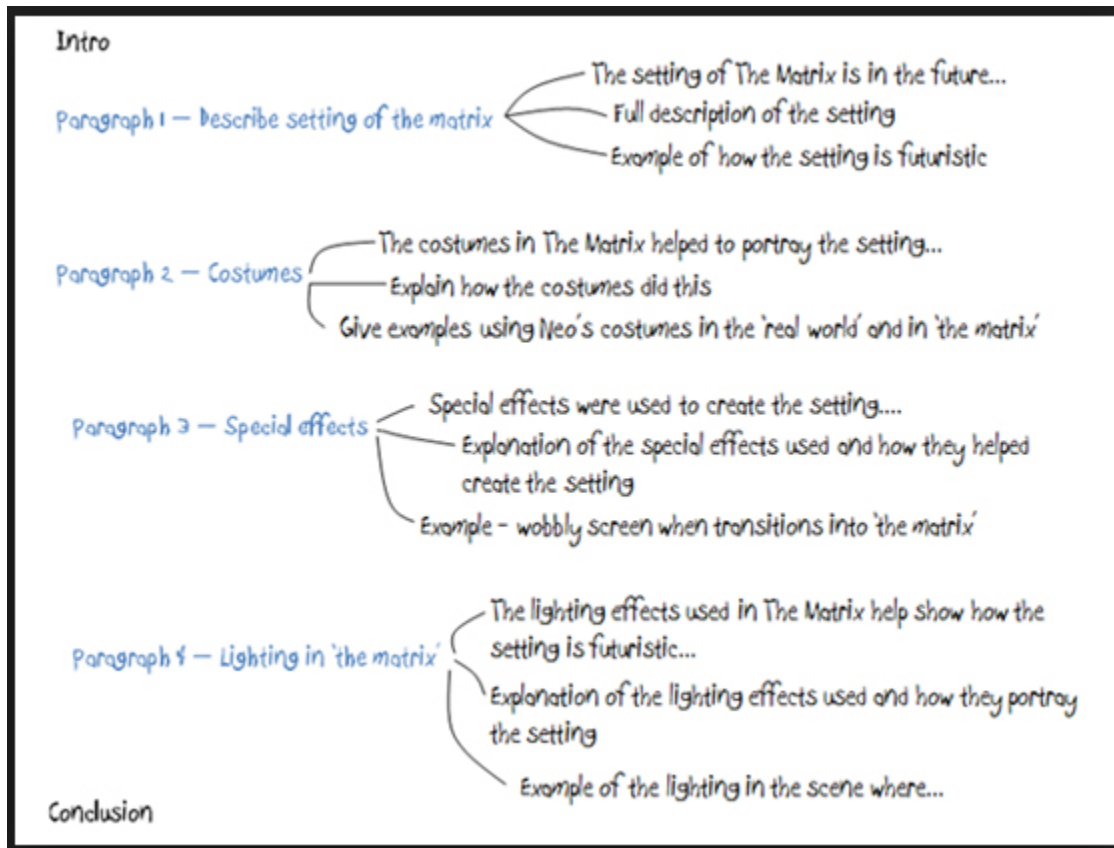 Intro
Paragraph 1 – Describe setting of the matrix
The setting of The Matrix is in the future...
Full description of the setting
Example of how the setting is futuristic
Paragraph 2 – Costumes
The costumes in The Matrix helped to portray the setting...
Explain how the costumes did this
Give examples using Neo's costumes in the 'real world' and in 'the matrix'
Paragraph 3 – Special effects
Special effects were used to create the setting....
Explanation of the special effects used and how they helped
create the setting
Example - wobbly screen when transitions into 'the matrix'
Paragraph 4 – Lighting in 'the matrix'
The lighting effects used in The Matrix help show how the
setting is futuristic...
Explanation of the lighting effects used and how they portray
the setting
Example of the lighting in the scene where...
Conclusion